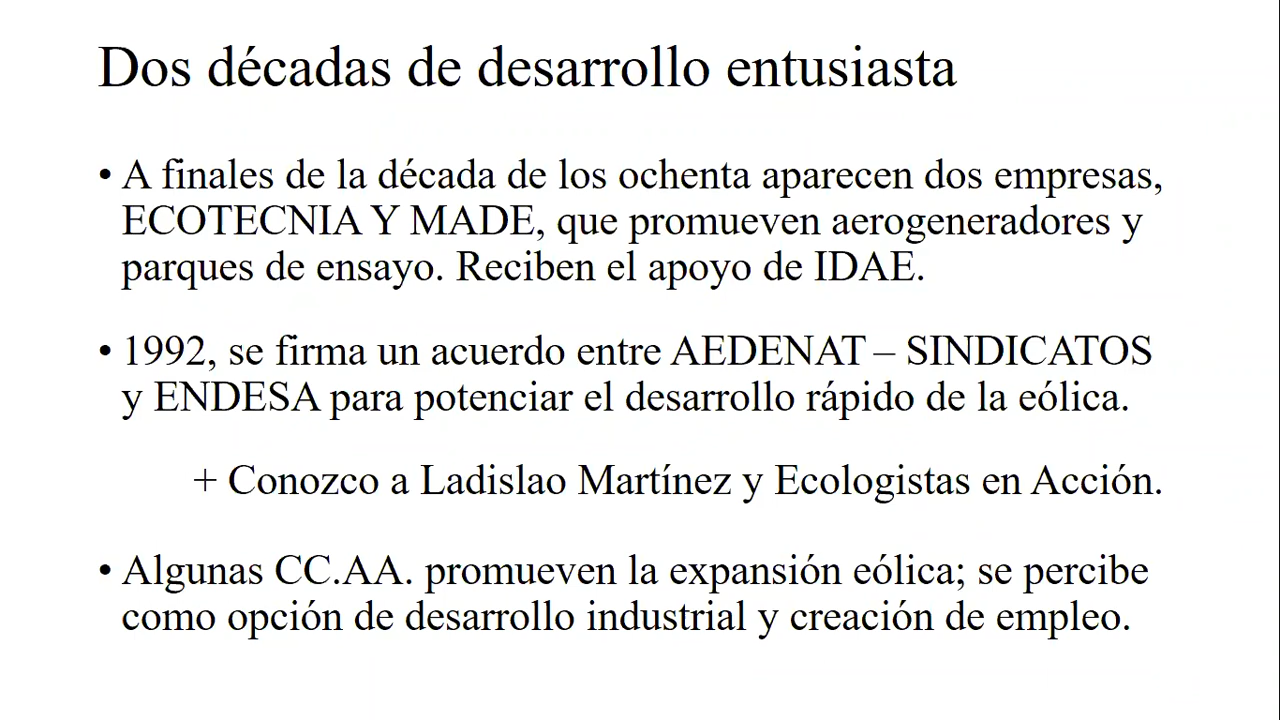 Dos décadas de desarrollo entusiasta
• A finales de la década de los ochenta aparecen dos empresas,
ECOTECNIA Y MADE, que promueven aerogeneradores y
parques de ensayo. Reciben el apoyo de IDAE.
• 1992, se firma un acuerdo entre AEDENAT – SINDICATOS
y ENDESA para potenciar el desarrollo rápido de la eólica.
+ Conozco a Ladislao Martínez y Ecologistas en Acción.
• Algunas CC.AA. promueven la expansión eólica; se percibe
como opción de desarrollo industrial y creación de empleo.